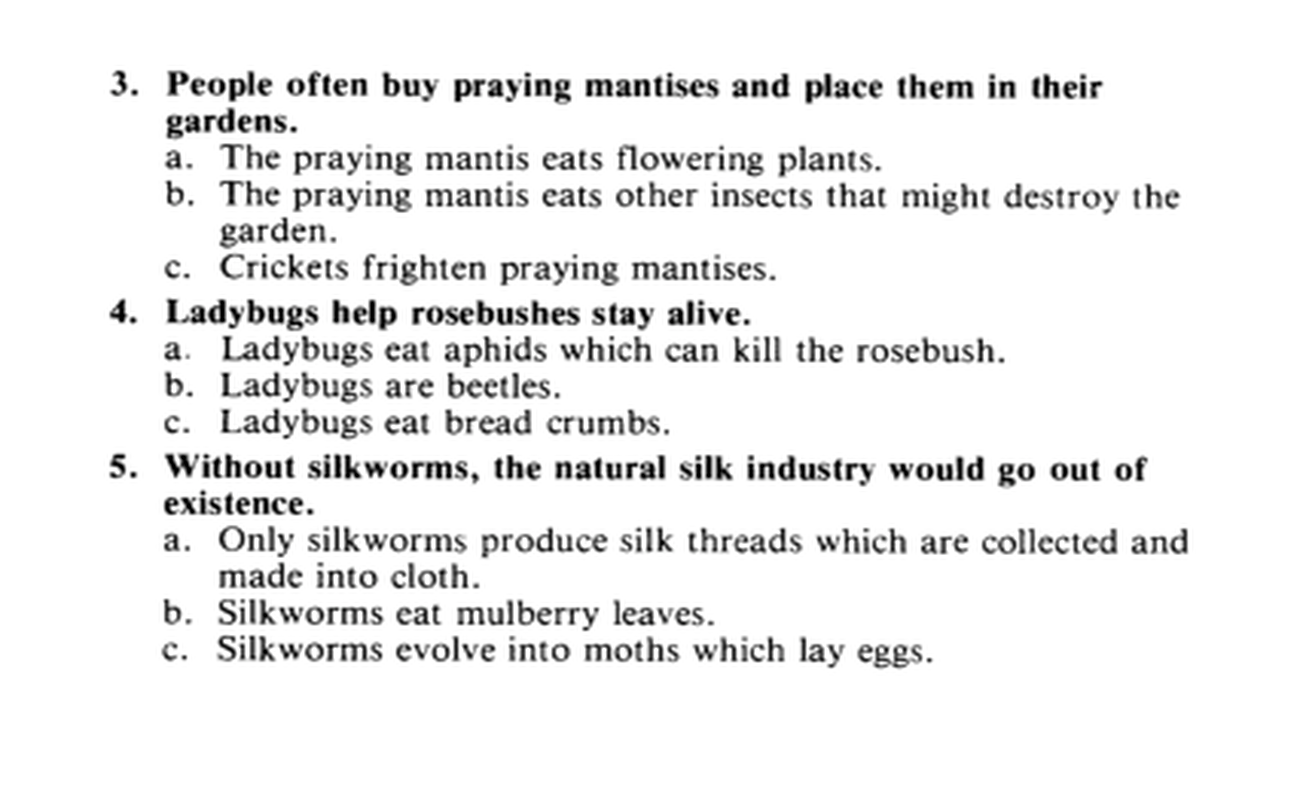 3. People often buy praying mantises and place them in their
gardens.
a. The praying mantis eats flowering plants.
b. The praying mantis eats other insects that might destroy the
garden.
c. Crickets frighten praying mantises.
4. Ladybugs help rosebushes stay alive.
a. Ladybugs eat aphids which can kill the rosebush.
b. Ladybugs are beetles.
c. Ladybugs eat bread crumbs.
5. Without silkworms, the natural silk industry would go out of
existence.
a. Only silkworms produce silk threads which are collected and
made into cloth.
b. Silkworms eat mulberry leaves.
c. Silkworms evolve into moths which lay eggs.